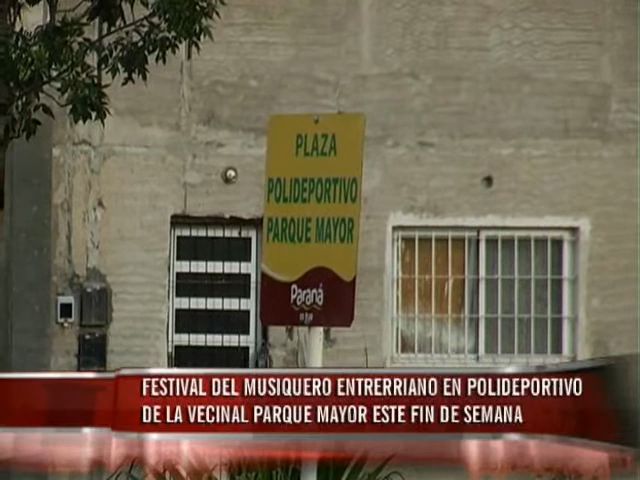 PLAZA
POLIDEPORTIVO
PARQUE MAYOR
Paraná
FESTIVAL DEL MUSIQUERO ENTRERRIANO EN POLIDEPORTIVO
DE LA VECINAL PARQUE MAYOR ESTE FIN DE SEMANA